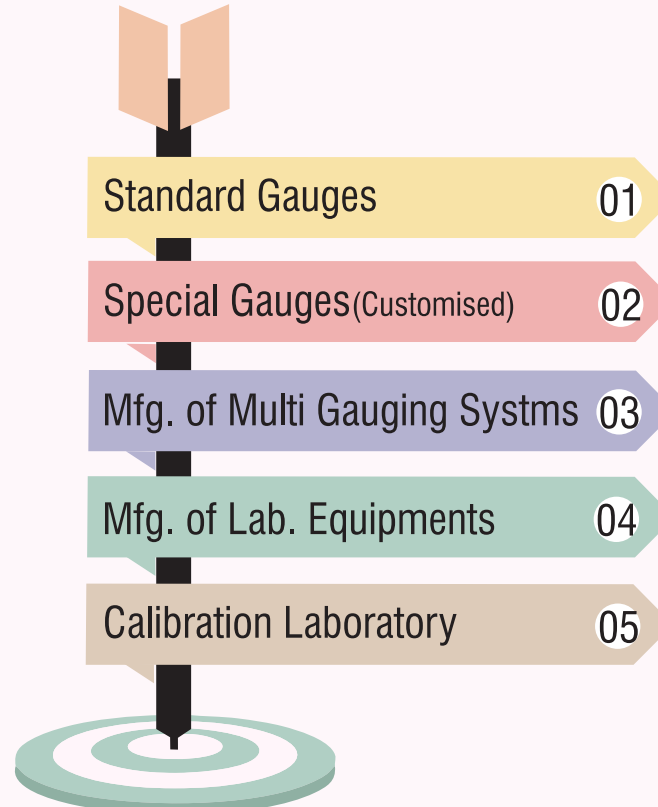 Standard Gauges 01
Special Gauges(Customised) 02
Mfg. of Multi Gauging Systms 03
Mfg. of Lab. Equipments 04
Calibration Laboratory 05